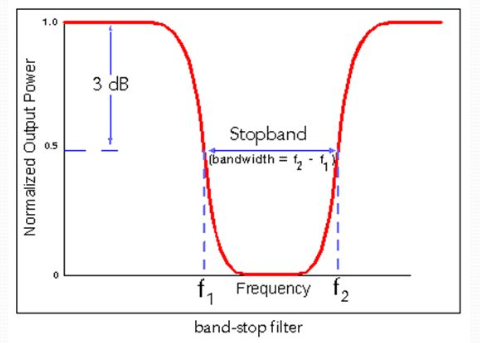 1.0
3 dB
Normalized Output Power
0.5
Stopband
(bandwidth = f2 - f1)
0
f1
Frequency
f2
band-stop filter